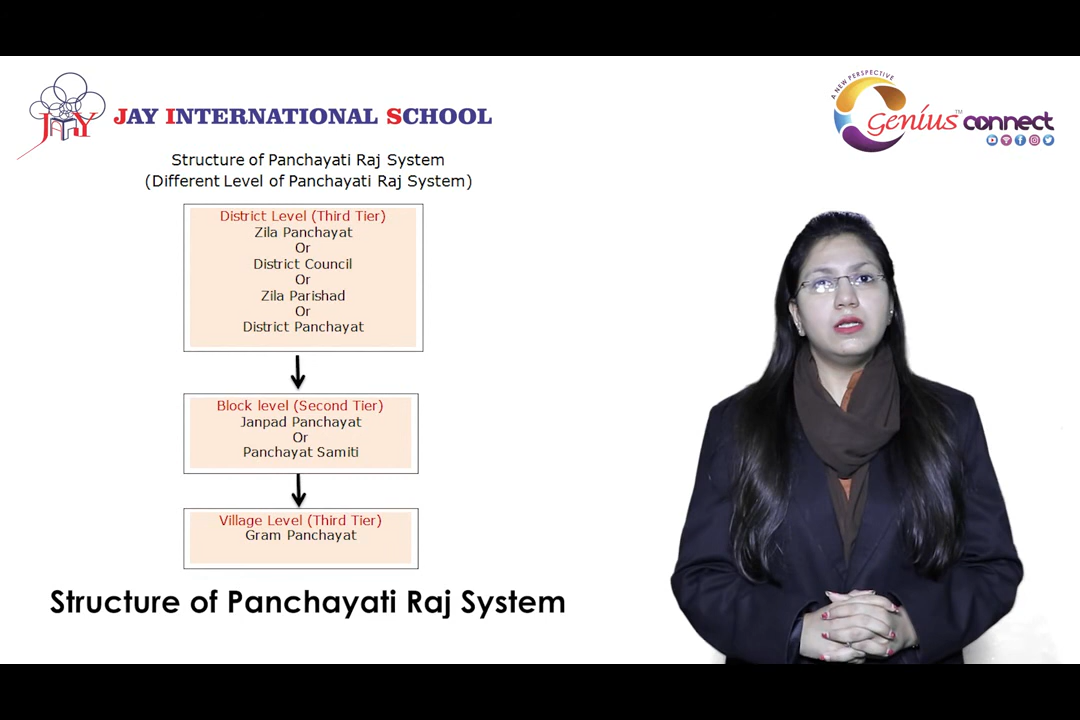 JAY
JAY INTERNATIONAL SCHOOL
A NEW PERSPECTIVE
Genius™ connect
Structure of Panchayati Raj System
(Different Level of Panchayati Raj System)
District Level (Third Tier)
Zila Panchayat
Or
District Council
Or
Zila Parishad
Or
District Panchayat
Block level (Second Tier)
Janpad Panchayat
Or
Panchayat Samiti
Village Level (Third Tier)
Gram Panchayat
Structure of Panchayati Raj System